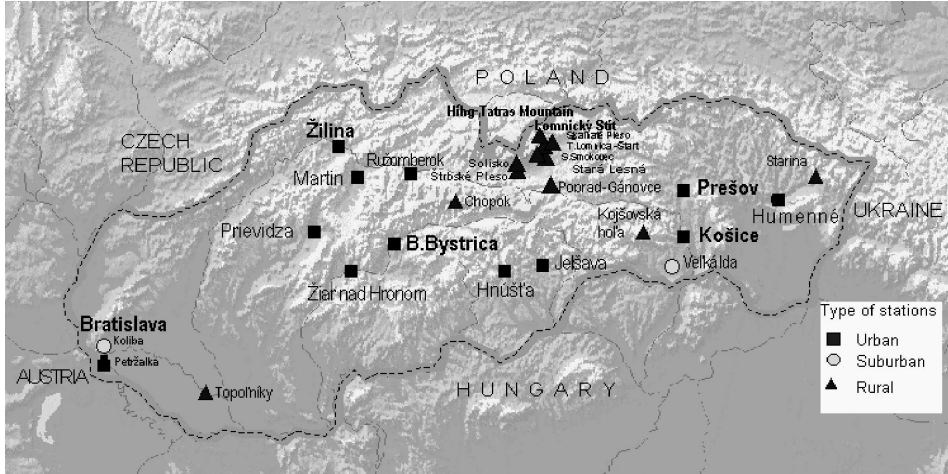 POLAND
Híhg-Tatras Mountain
Lomnický Štít
CZECH
REPUBLIC
Žilina
Skalnaté Pleso
T.Lomnica-Štart
S.Smokovec
Stará Lesná
Ružomberok
Solisko
Štrbské Pleso
Starina
Martin
Poprad-Gánovce
Prešov
Chopok
Humenné
UKRAINE
Kojšovská
hoľa
Prievidza
B.Bystrica
Košice
Žiar nad Hronom
Hnúšťa
Jelšava
Veľká Ida
Bratislava
Koliba
Petržalka
AUSTRIA
Topoľníky
HUNGARY
Type of stations
Urban
Suburban
Rural